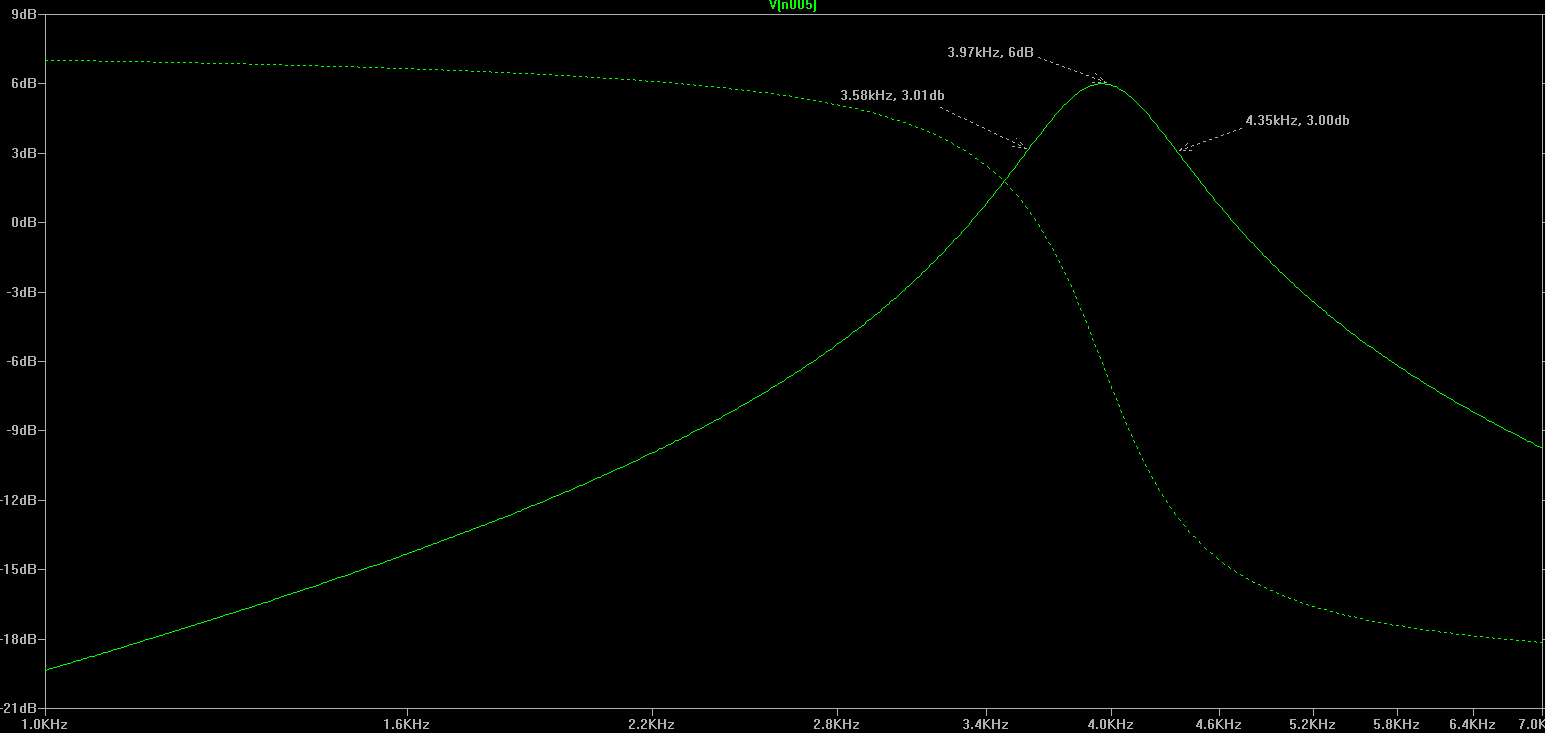 V[n005]
9dB
6dB
3dB
0dB
-3dB
-6dB
-9dB
-12dB
-15dB
-18dB
-21dB
3.97kHz, 6dB
3.58kHz, 3.01db
4.35kHz, 3.00db
1.0KHz
1.6KHz
2.2KHz
2.8KHz
3.4KHz
4.0KHz
4.6KHz
5.2KHz
5.8KHz
6.4KHz
7.0K